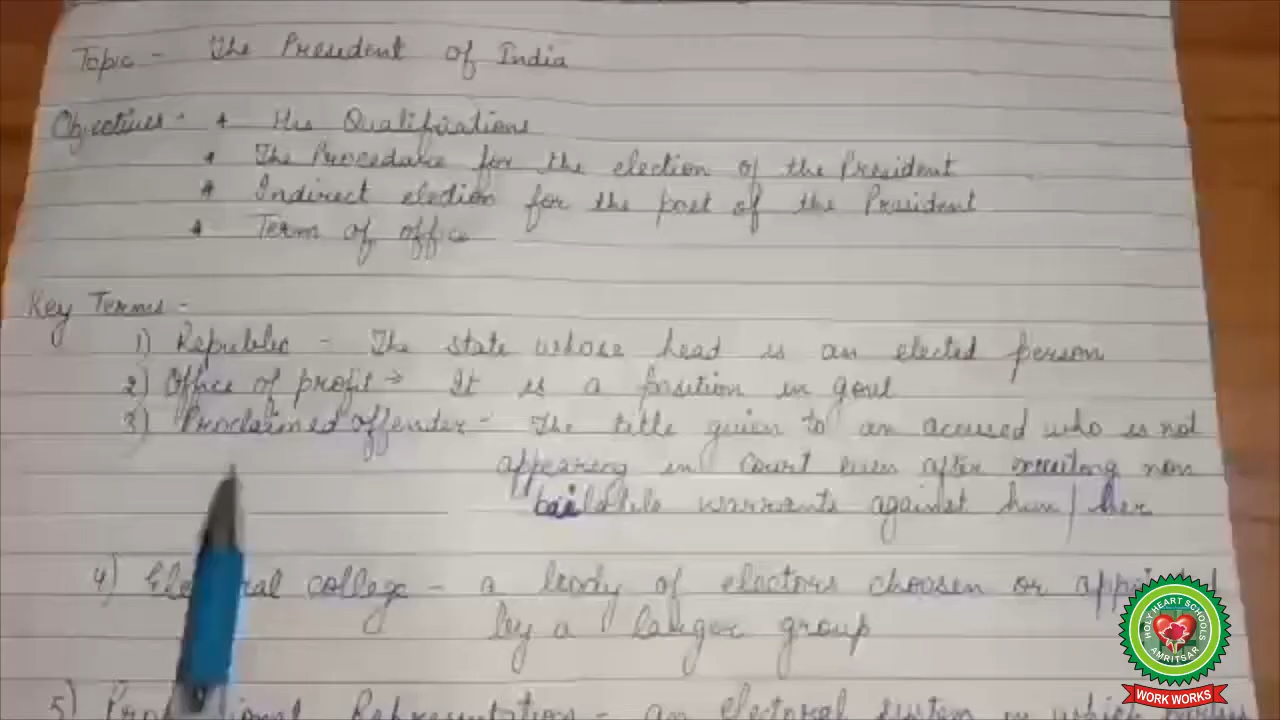 Topic - The President of India
Objectives - * His Qualifications
* The Procedure for the election of the President
* Indirect election for the post of the President
* Term of office
Key Terms -
1) Republic - The state whose head is an elected person
2) Office of profit → It is a position in govt
3) Proclaimed offender - The title given to an accused who is not
appearing in court even after non
bailable warrants against him / her
4) college - a body of electors choosen or
by a larger group
5) Representation - an electoral system in which
HOLY HEART SCHOOLS
AMRITSAR
WORK WORKS